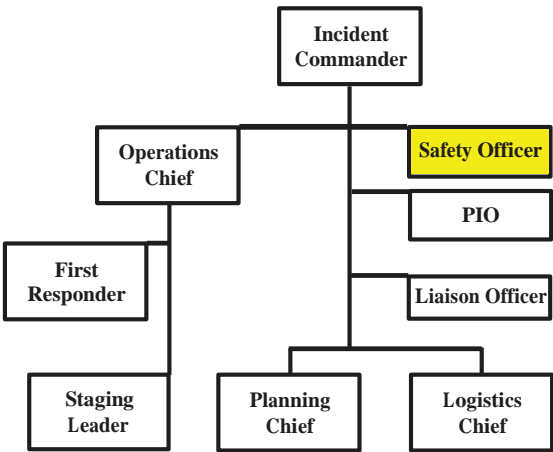 Incident
Commander
Operations
Chief
Safety Officer
PIO
First
Responder
Liaison Officer
Staging
Leader
Planning
Chief
Logistics
Chief